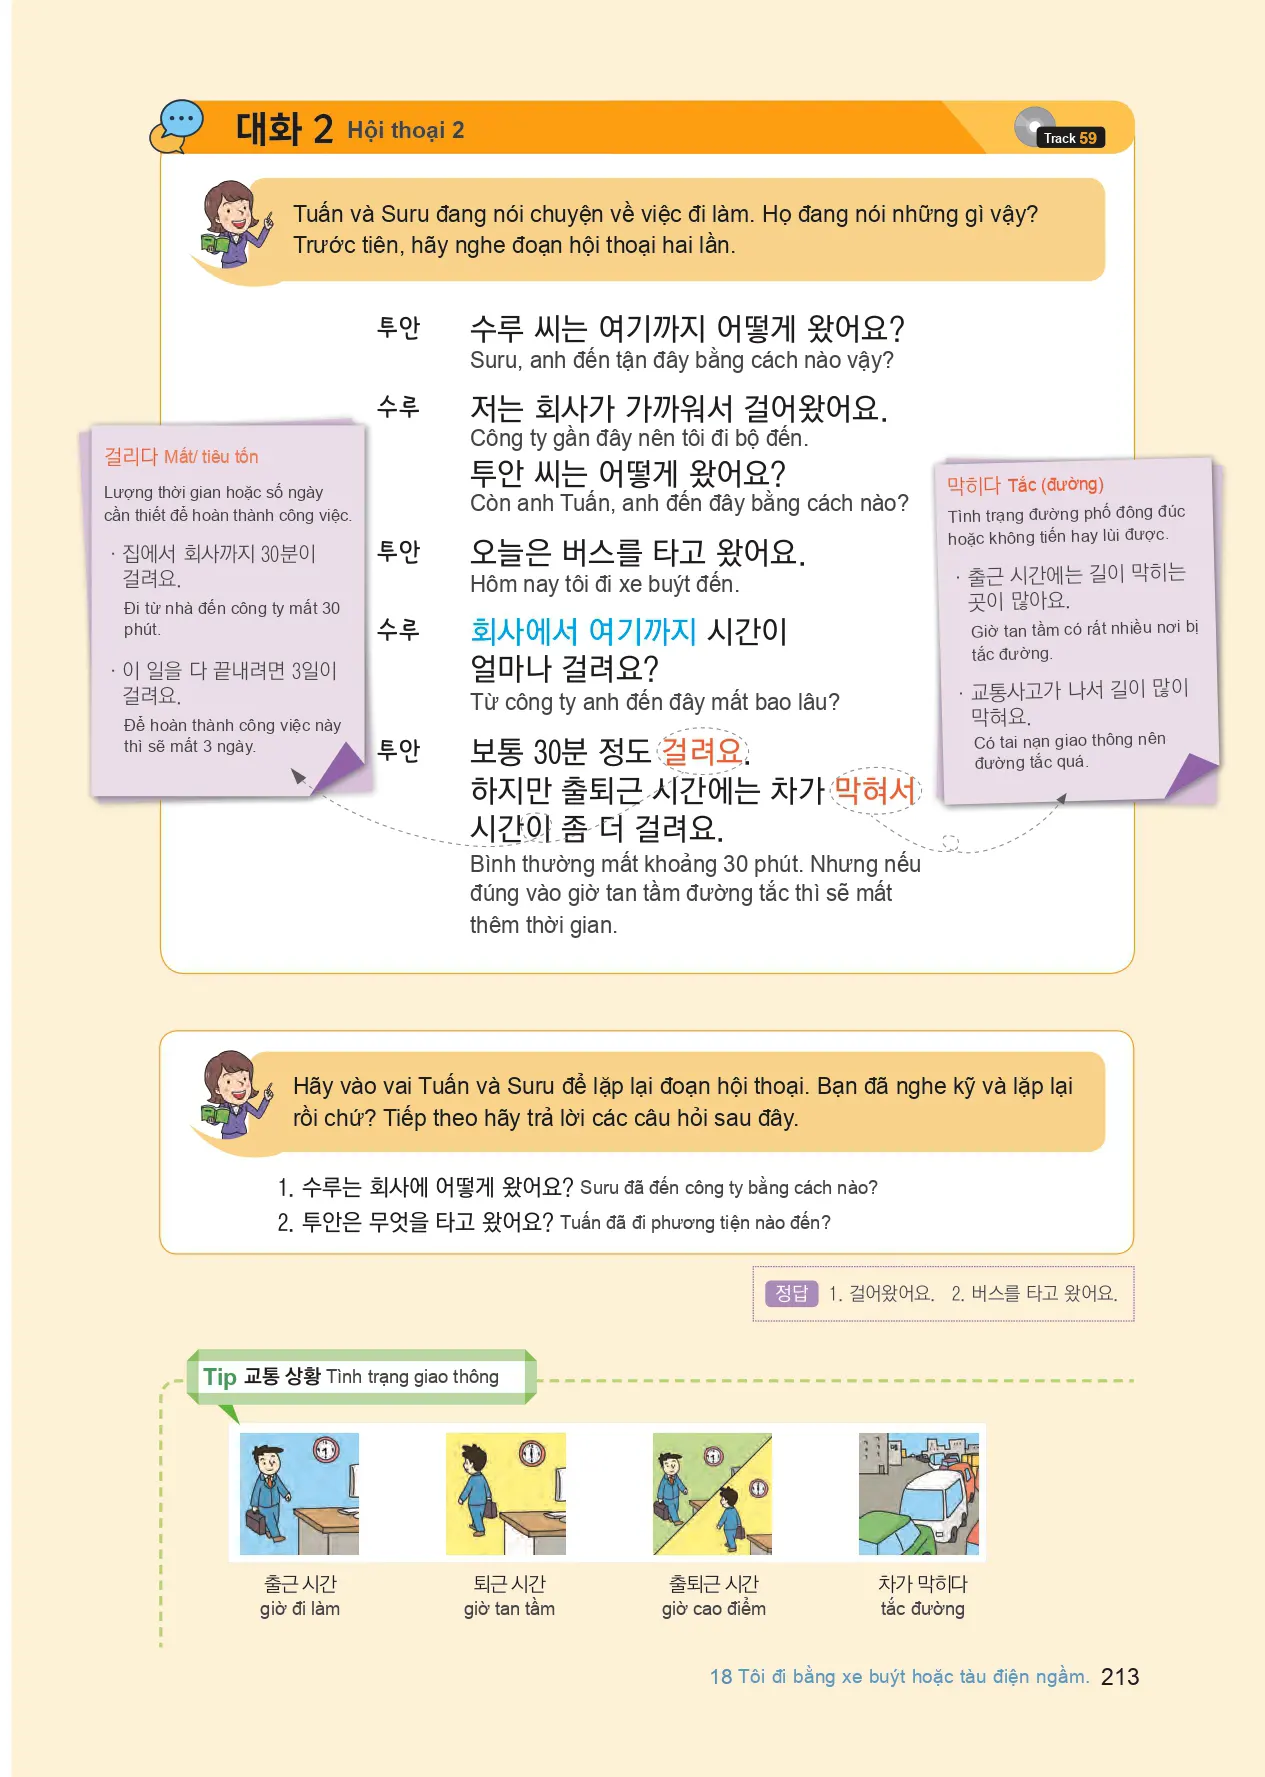 대화 2 Hội thoại 2
Track 59
Tuấn và Suru đang nói chuyện về việc đi làm. Họ đang nói những gì vậy?
Trước tiên, hãy nghe đoạn hội thoại hai lần.
투안 수루 씨는 여기까지 어떻게 왔어요?
Suru, anh đến tận đây bằng cách nào vậy?
수루 저는 회사가 가까워서 걸어왔어요.
Công ty gần đây nên tôi đi bộ đến.
투안 씨는 어떻게 왔어요?
Còn anh Tuấn, anh đến đây bằng cách nào?
투안 오늘은 버스를 타고 왔어요.
Hôm nay tôi đi xe buýt đến.
수루 회사에서 여기까지 시간이
얼마나 걸려요?
Từ công ty anh đến đây mất bao lâu?
투안 보통 30분 정도 걸려요.
하지만 출퇴근 시간에는 차가 막혀서
시간이 좀 더 걸려요.
Bình thường mất khoảng 30 phút. Nhưng nếu
đúng vào giờ tan tầm đường tắc thì sẽ mất
thêm thời gian.
걸리다 Mất/ tiêu tốn
Lượng thời gian hoặc số ngày
cần thiết để hoàn thành công việc.
· 집에서 회사까지 30분이
걸려요.
Đi từ nhà đến công ty mất 30
phút.
· 이 일을 다 끝내려면 3일이
걸려요.
Để hoàn thành công việc này
thì sẽ mất 3 ngày.
막히다 Tắc (đường)
Tình trạng đường phố đông đúc
hoặc không tiến hay lùi được.
· 출근 시간에는 길이 막히는
곳이 많아요.
Giờ tan tầm có rất nhiều nơi bị
tắc đường.
· 교통사고가 나서 길이 많이
막혀요.
Có tai nạn giao thông nên
đường tắc quá.
Hãy vào vai Tuấn và Suru để lặp lại đoạn hội thoại. Bạn đã nghe kỹ và lặp lại
rồi chứ? Tiếp theo hãy trả lời các câu hỏi sau đây.
1. 수루는 회사에 어떻게 왔어요? Suru đã đến công ty bằng cách nào?
2. 투안은 무엇을 타고 왔어요? Tuấn đã đi phương tiện nào đến?
정답 1. 걸어왔어요. 2. 버스를 타고 왔어요.
Tip 교통 상황 Tình trạng giao thông
출근 시간
giờ đi làm
퇴근 시간
giờ tan tầm
출퇴근 시간
giờ cao điểm
차가 막히다
tắc đường
18 Tôi đi bằng xe buýt hoặc tàu điện ngầm. 213